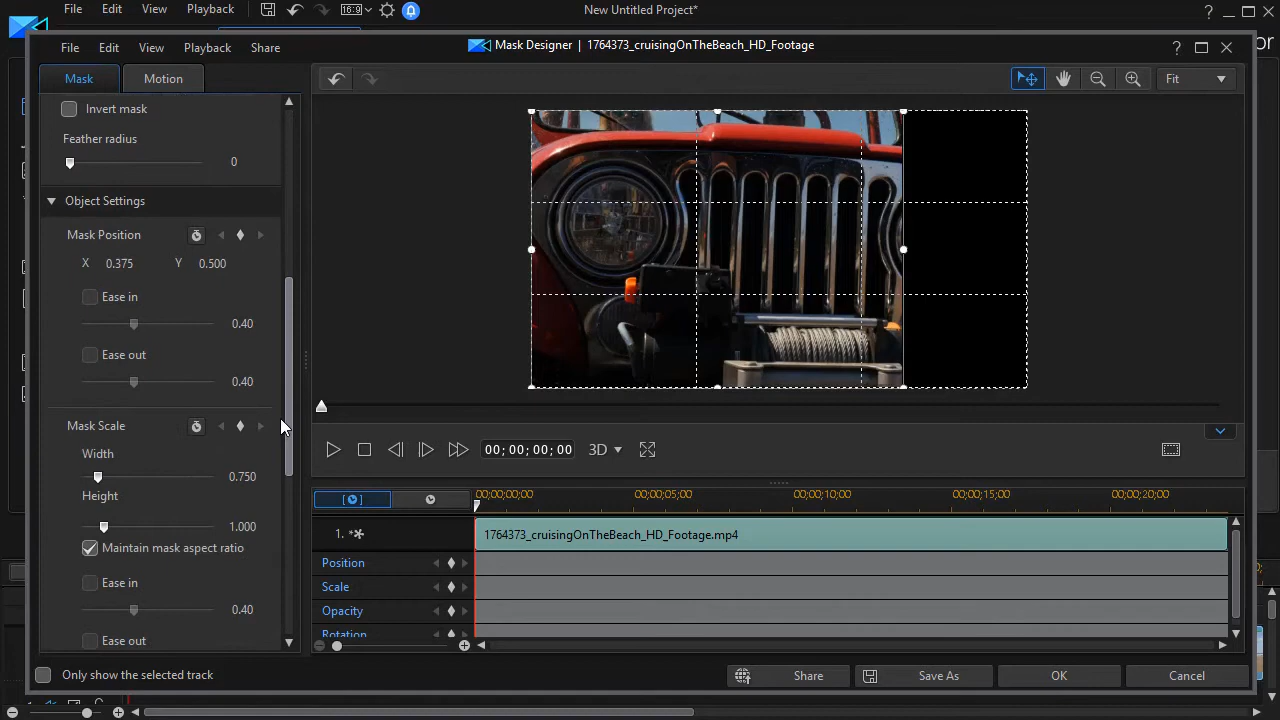 File Edit View Playback 16:9 New Untitled Project* ?
File Edit View Playback Share Mask Designer | 1764373_cruisingOnTheBeach_HD_Footage ?
or
Mask Motion Fit
Invert mask
Feather radius
0
Object Settings
Mask Position
X 0.375 Y 0.500
Ease in
0.40
Ease out
0.40
Mask Scale
Width
0.750
Height
1.000
Maintain mask aspect ratio
Ease in
0.40
Ease out
00; 00; 00; 00 3D
00;00;00;00 00;00;05;00 00;00;10;00 00;00;15;00 00;00;20;00
1. 1764373_cruisingOnTheBeach_HD_Footage.mp4
Position
Scale
Opacity
Rotation
Only show the selected track Share Save As OK Cancel